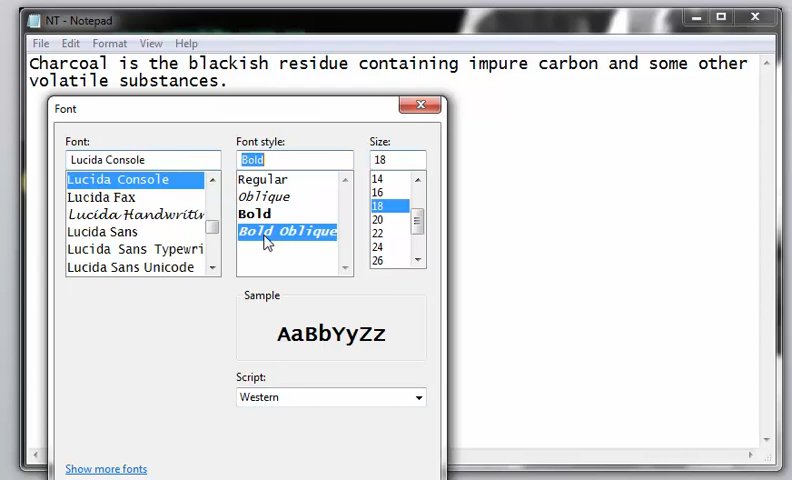 NT - Notepad
File Edit Format View Help
Charcoal is the blackish residue containing impure carbon and some other
volatile substances.
Font
Font: Font style: Size:
Lucida Console Bold 18
Lucida Console Regular 14
Lucida Fax Oblique 16
Lucida Handwritin Bold 18
Lucida Sans Bold Oblique 20
Lucida Sans Typewri 22
Lucida Sans Unicode 24
26
Sample
AaBbYyZz
Script:
Western
Show more fonts